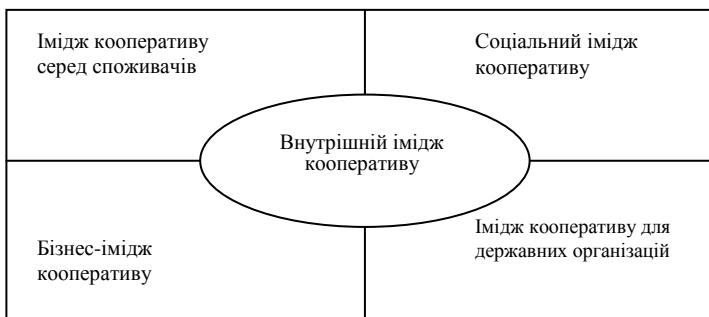 Імідж кооперативу
серед споживачів
Соціальний імідж
кооперативу
Внутрішній імідж
кооперативу
Бізнес-імідж
кооперативу
Імідж кооперативу для
державних організацій